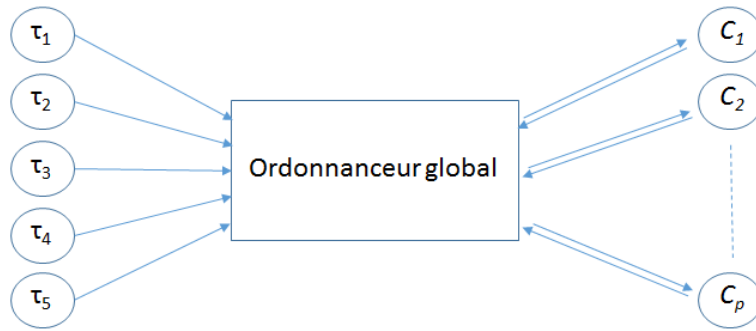 τ1
τ2
τ3
τ4
τ5
Ordonnanceur global
C1
C2
Cp